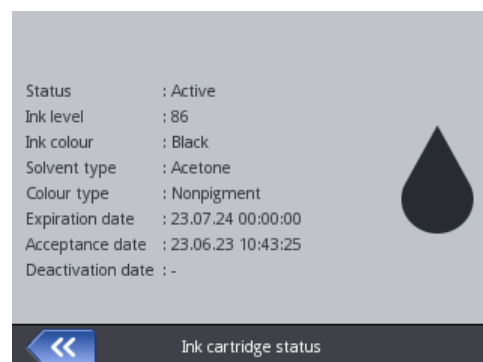 Status : Active
Ink level : 86
Ink colour : Black
Solvent type : Acetone
Colour type : Nonpigment
Expiration date : 23.07.24 00:00:00
Acceptance date : 23.06.23 10:43:25
Deactivation date : -
Ink cartridge status